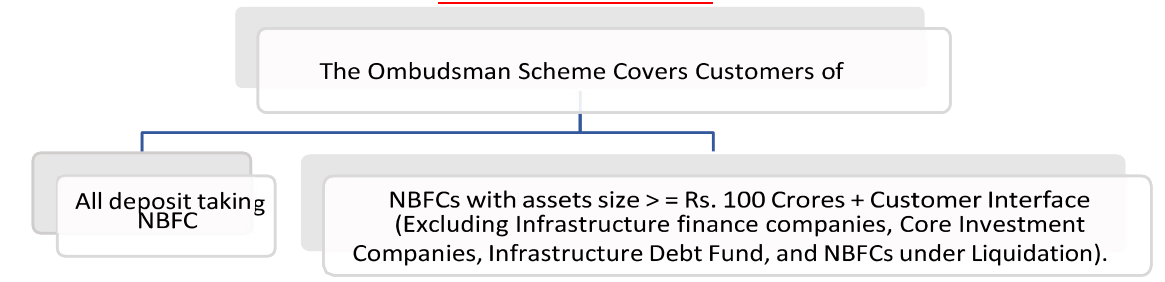 The Ombudsman Scheme Covers Customers of
All deposit taking
NBFC
NBFCs with assets size > = Rs. 100 Crores + Customer Interface
(Excluding Infrastructure finance companies, Core Investment
Companies, Infrastructure Debt Fund, and NBFCs under Liquidation).